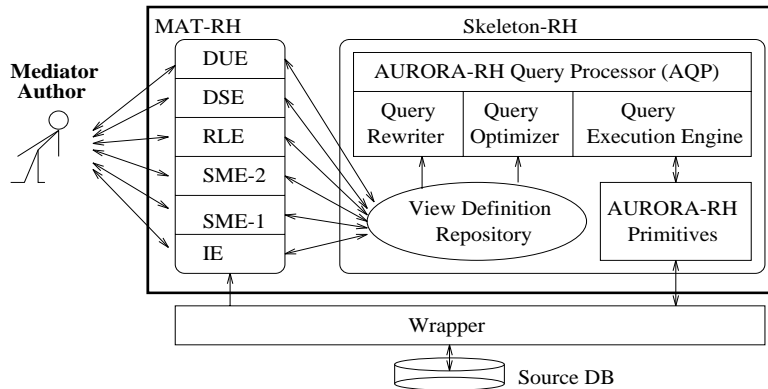 MAT-RH
Skeleton-RH
Mediator
Author
DUE
DSE
RLE
SME-2
SME-1
IE
AURORA-RH Query Processor (AQP)
Query
Rewriter
Query
Optimizer
Query
Execution Engine
View Definition
Repository
AURORA-RH
Primitives
Wrapper
Source DB